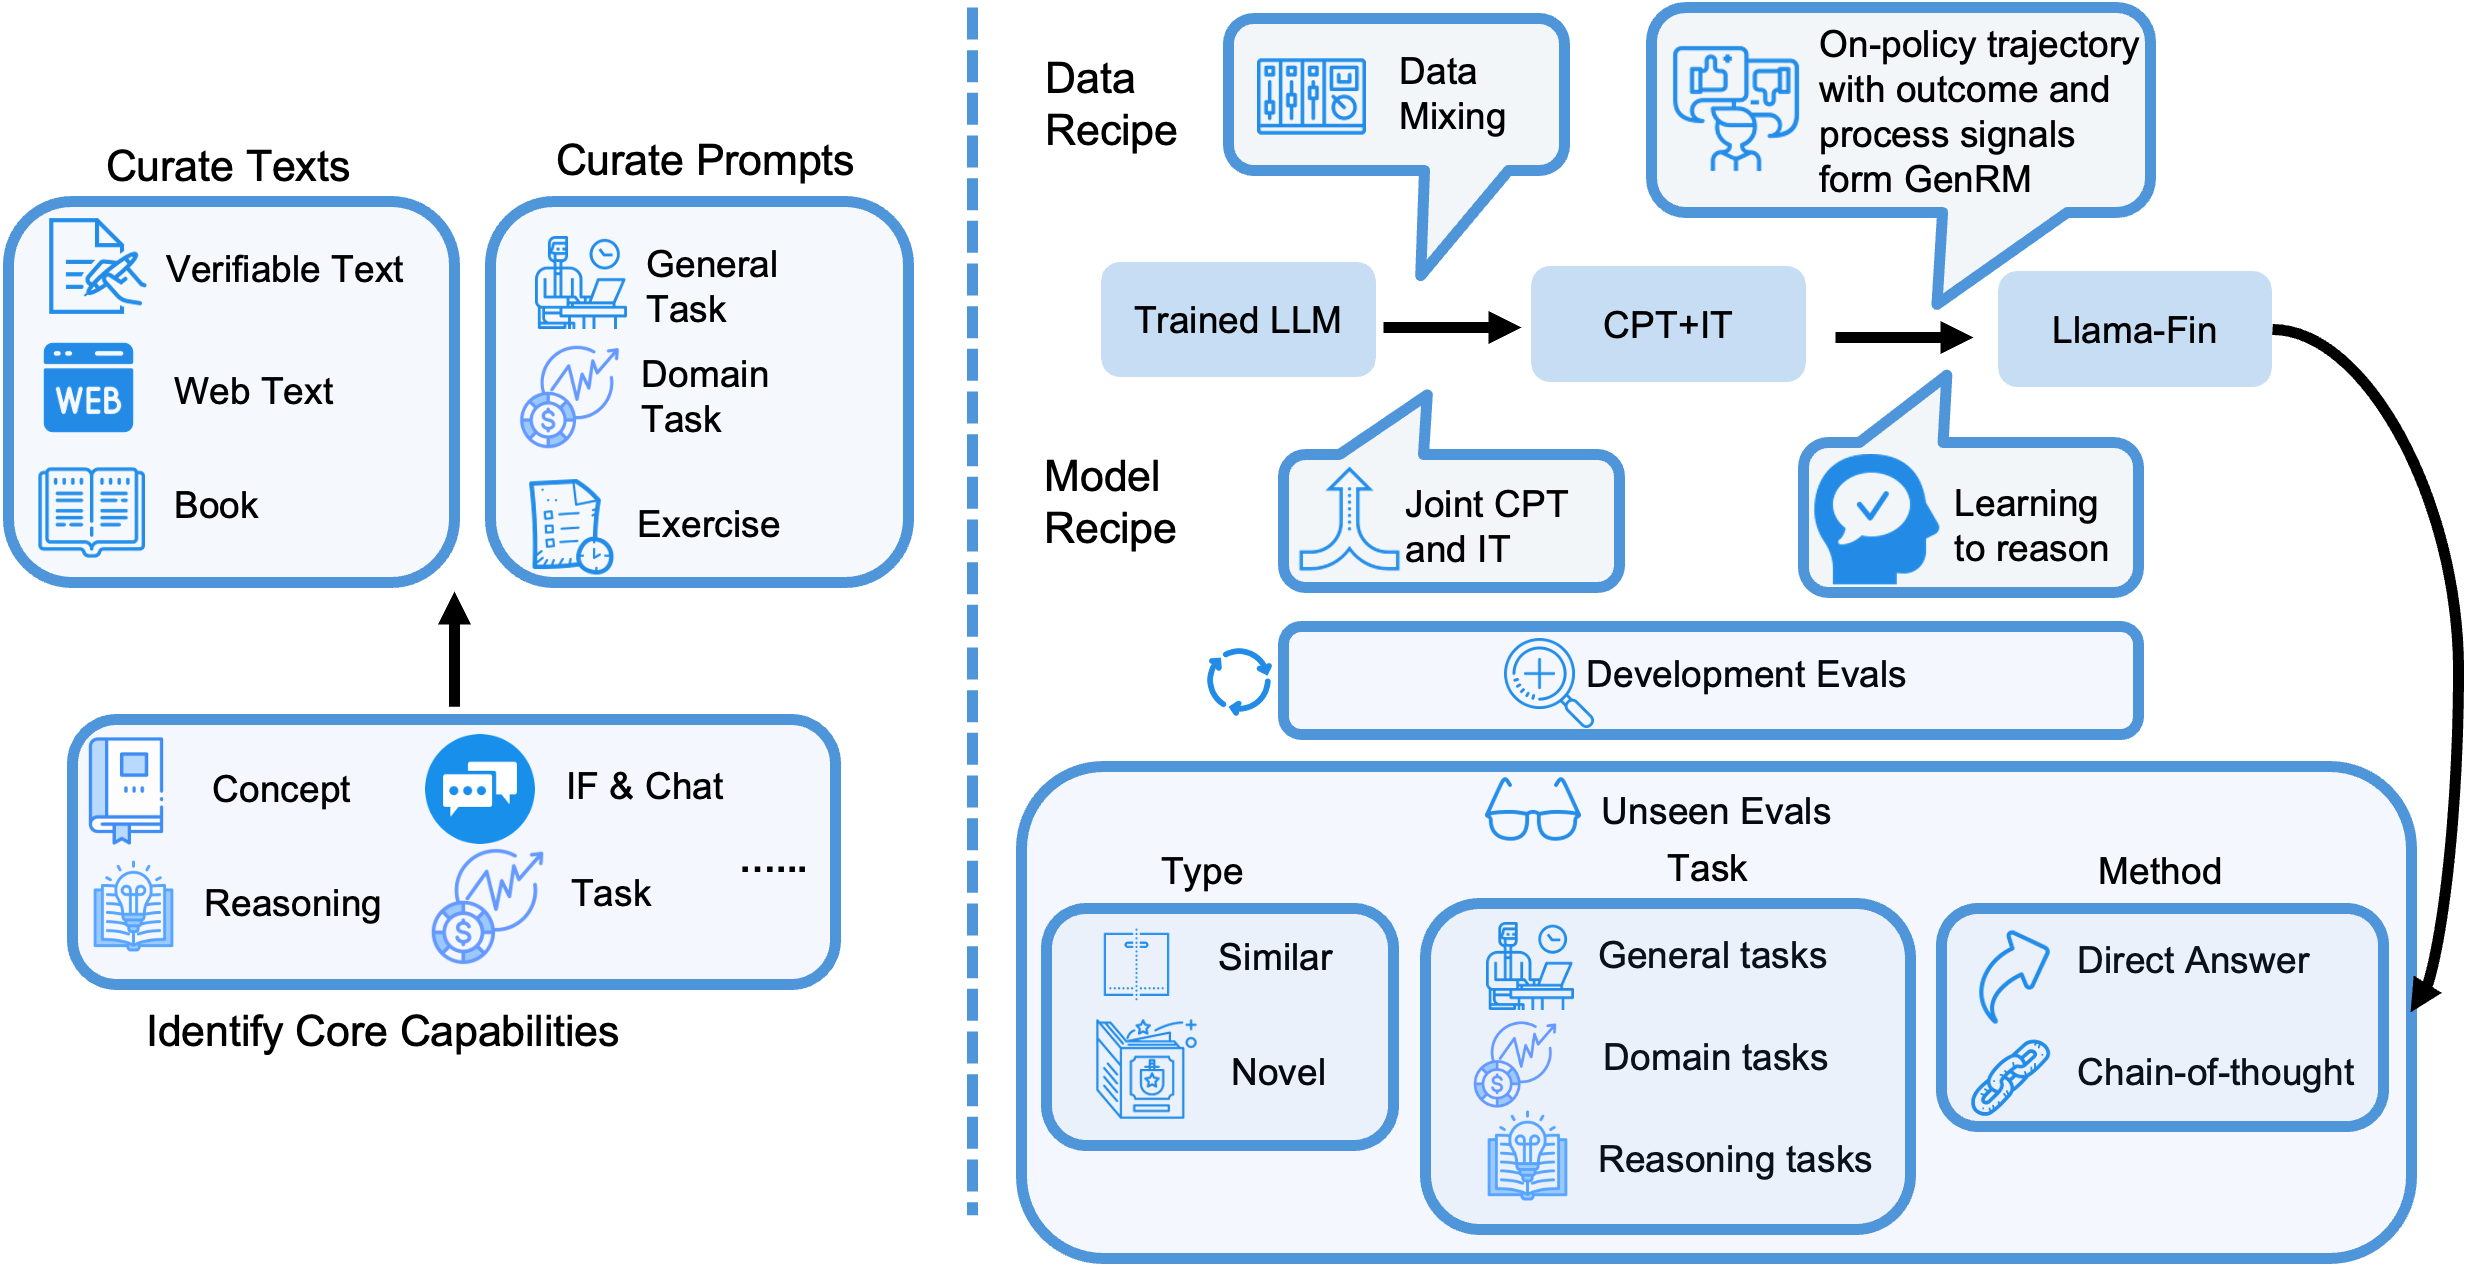 Curate Texts
Verifiable Text
WEB
Web Text
Book
Curate Prompts
General
Task
$
Domain
Task
Exercise
Concept
IF & Chat
Reasoning
$
Task
......
Identify Core Capabilities
Data
Recipe
Data
Mixing
On-policy trajectory
with outcome and
process signals
form GenRM
Trained LLM
CPT+IT
Llama-Fin
Model
Recipe
Joint CPT
and IT
Learning
to reason
Development Evals
Unseen Evals
Type
Similar
Novel
Task
General tasks
$
Domain tasks
Reasoning tasks
Method
Direct Answer
Chain-of-thought